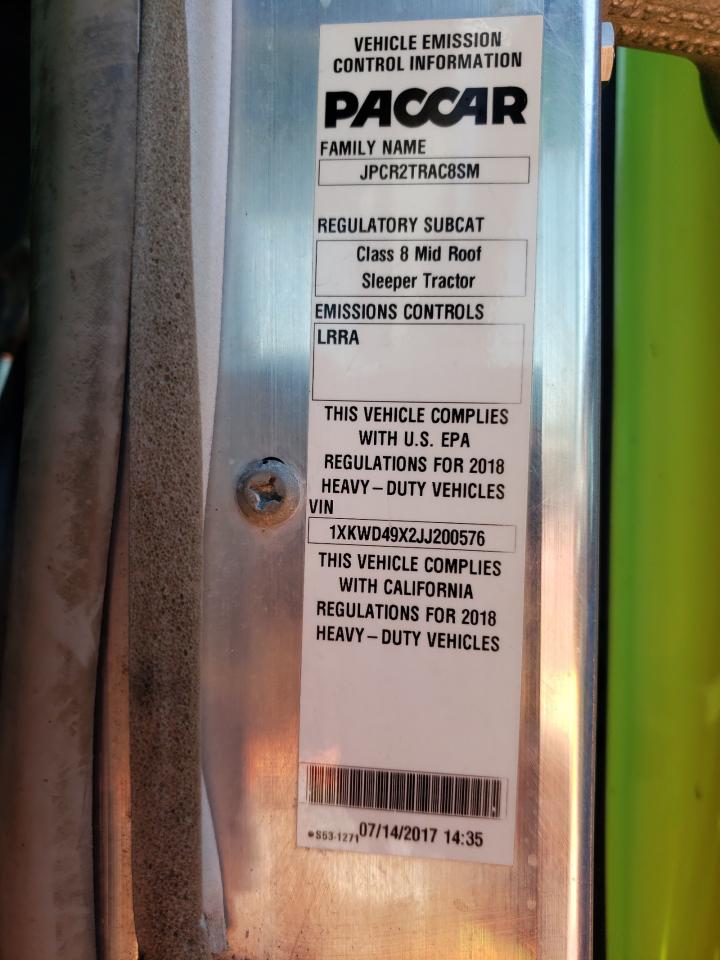 VEHICLE EMISSION
CONTROL INFORMATION
PACCAR
FAMILY NAME
JPCR2TRAC8SM
REGULATORY SUBCAT
Class 8 Mid Roof
Sleeper Tractor
EMISSIONS CONTROLS
LRRA
THIS VEHICLE COMPLIES
WITH U.S. EPA
REGULATIONS FOR 2018
HEAVY–DUTY VEHICLES
VIN
1XKWD49X2JJ200576
THIS VEHICLE COMPLIES
WITH CALIFORNIA
REGULATIONS FOR 2018
HEAVY–DUTY VEHICLES
S53-1271 07/14/2017 14:35